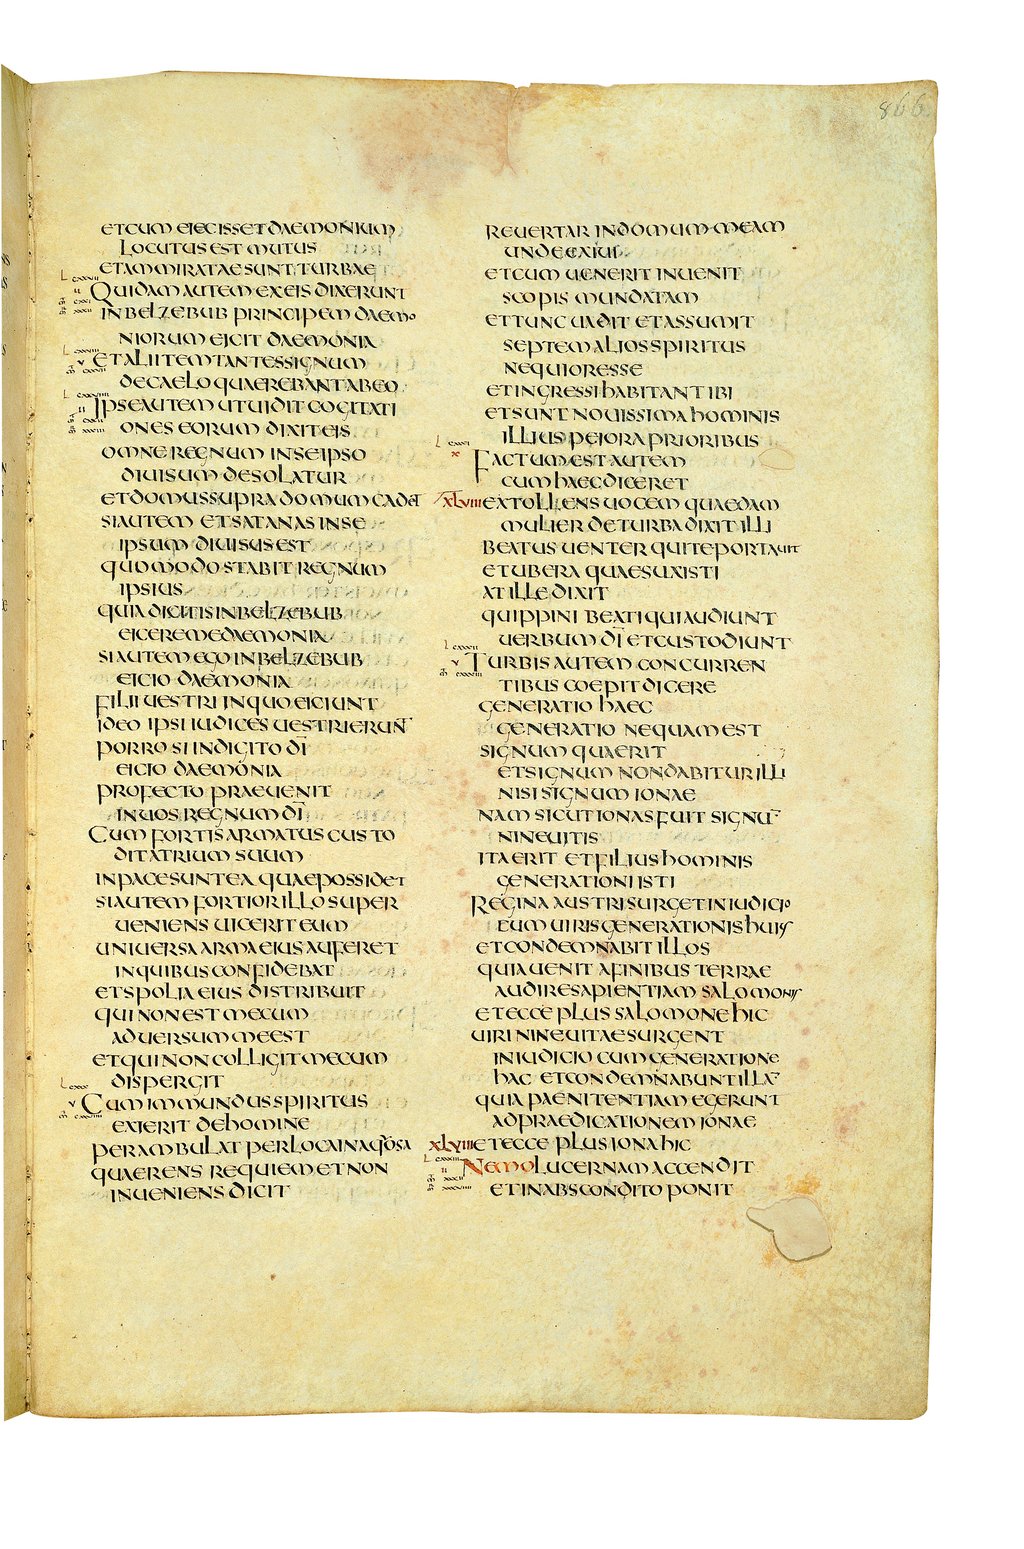 866
ETCUM EIECISSET DAEMONIUM
LOCUTUS EST MUTUS
ETAMMIRATAE SUNT TURBAE
QUIDAM AUTEM EX EIS DIXERUNT
IN BELZEBUB PRINCIPEM DAEMO
NIORUM EICIT DAEMONIA
ET ALII TEMTANTES SIGNUM
DE CAELO QUAEREBANT AB EO
IPSE AUTEM UT UIDIT COGITATI
ONES EORUM DIXIT EIS
OMNE REGNUM IN SE IPSO
DIUISUM DESOLATUR
ET DOMUS SUPRA DOMUM CADET
SI AUTEM ET SATANAS IN SE
IPSUM DIUISUS EST
QUOMODO STABIT REGNUM
IPSIUS
QUIA DICITIS IN BELZEBUB
EICERE ME DAEMONIA
SI AUTEM EGO IN BELZEBUB
EICIO DAEMONIA
FILII UESTRI IN QUO EICIUNT
IDEO IPSI IUDICES UESTRI ERUNT
PORRO SI IN DIGITO DI
EICIO DAEMONIA
PROFECTO PRAEUENIT
IN UOS REGNUM DI
CUM FORTIS ARMATUS CUSTO
DIT ATRIUM SUUM
IN PACE SUNT EA QUAE POSSIDET
SI AUTEM FORTIOR ILLO SUPER
UENIENS UICERIT EUM
UNIUERSA ARMA EIUS AUFERET
IN QUIBUS CONFIDEBAT
ET SPOLIA EIUS DISTRIBUIT
QUI NON EST MECUM
ADUERSUM ME EST
ET QUI NON COLLIGIT MECUM
DISPERGIT
CUM IMMUNDUS SPIRITUS
EXIERIT DE HOMINE
PERAMBULAT PER LOCA INAQOSA
QUAERENS REQUIEM ET NON
INUENIENS DICIT
REUERTAR IN DOMUM MEAM
UNDE EXIUI
ET CUM UENERIT INUENIT
SCOPIS MUNDATAM
ET TUNC UADIT ET ASSUMIT
SEPTEM ALIOS SPIRITUS
NEQUIORES SE
ET INGRESSI HABITANT IBI
ET SUNT NOUISSIMA HOMINIS
ILLIUS PEIORA PRIORIBUS
FACTUM EST AUTEM
CUM HAEC DICERET
XLVIII EXTOLLENS UOCEM QUAEDAM
MULIER DE TURBA DIXIT ILLI
BEATUS UENTER QUI TE PORTAUIT
ET UBERA QUAE SUXISTI
AT ILLE DIXIT
QUIPPINI BEATI QUI AUDIUNT
UERBUM DI ET CUSTODIUNT
TURBIS AUTEM CONCURREN
TIBUS COEPIT DICERE
GENERATIO HAEC
GENERATIO NEQUAM EST
SIGNUM QUAERIT
ET SIGNUM NON DABITUR ILLI
NISI SIGNUM IONAE
NAM SICUT IONAS FUIT SIGNU
NINEUITIS
ITA ERIT ET FILIUS HOMINIS
GENERATIONI ISTI
REGINA AUSTRI SURGET IN IUDICIO
CUM UIRIS GENERATIONIS HUIS
ET CONDEMNABIT ILLOS
QUIA UENIT A FINIBUS TERRAE
AUDIRE SAPIENTIAM SALOMONIS
ET ECCE PLUS SALOMONE HIC
UIRI NINEUITAE SURGENT
IN IUDICIO CUM GENERATIONE
HAC ET CONDEMNABUNT ILLA
QUIA PAENITENTIAM EGERUNT
AD PRAEDICATIONEM IONAE
XLVIIII ET ECCE PLUS IONA HIC
NEMO LUCERNAM ACCENDIT
ET IN ABSCONDITO PONIT